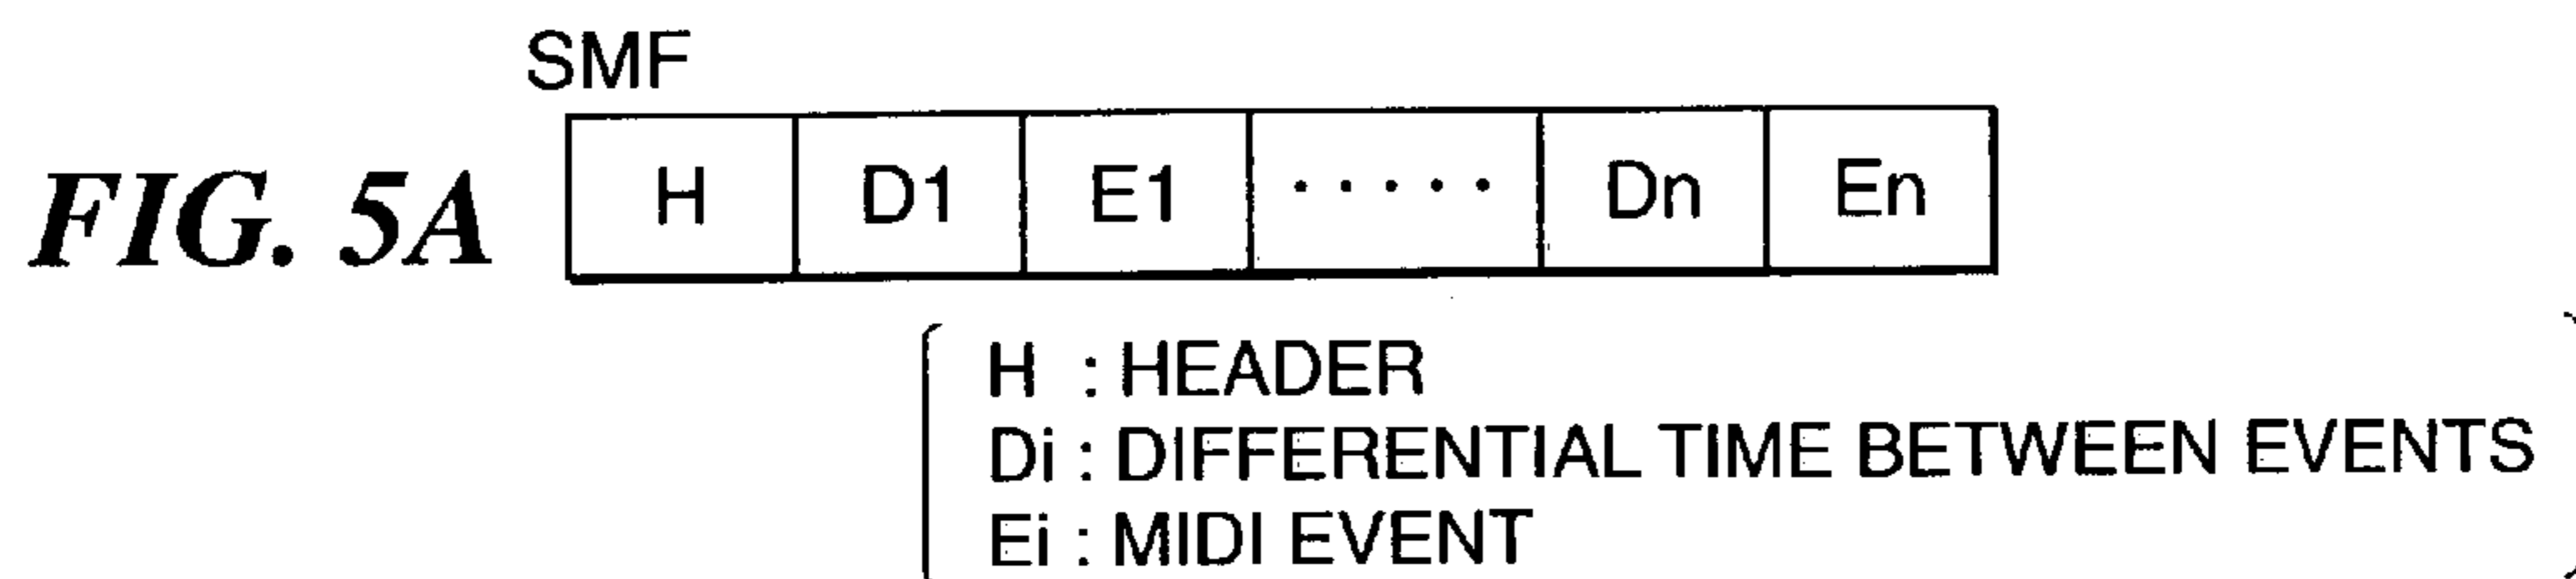 SMF
FIG. 5A H D1 E1 ····· Dn En
H : HEADER
Di : DIFFERENTIAL TIME BETWEEN EVENTS
Ei : MIDI EVENT